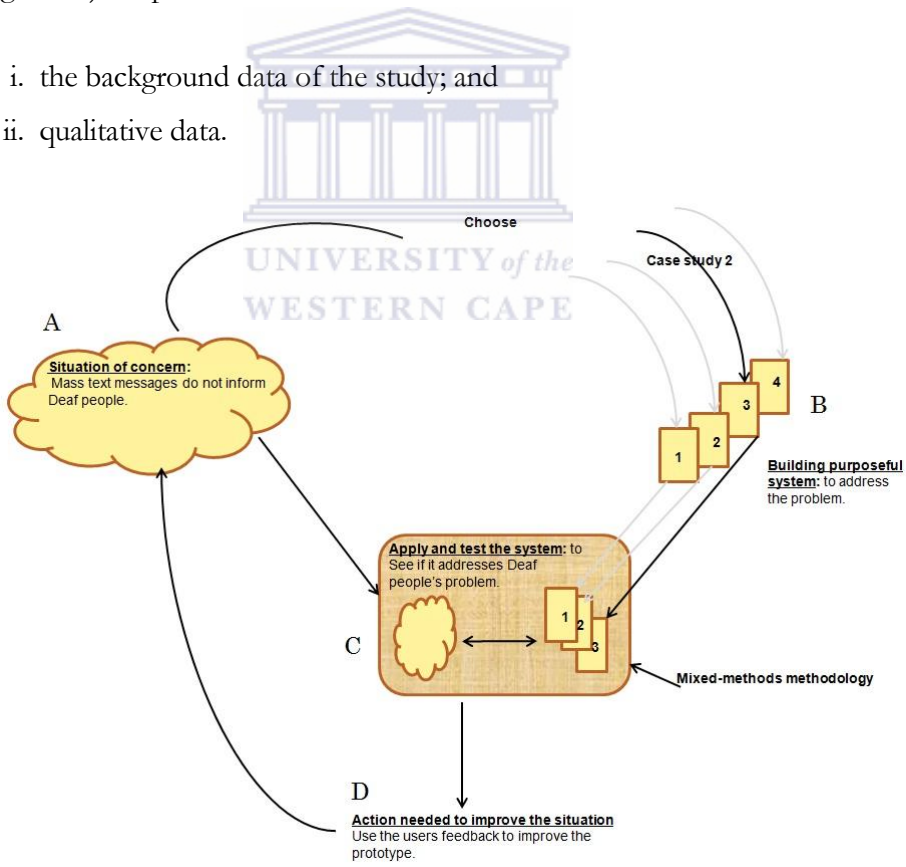 i. the background data of the study; and
ii. qualitative data.
Choose
UNIVERSITY of the
WESTERN CAPE
Case study 2
A
Situation of concern:
Mass text messages do not inform
Deaf people.
4
3
2
1
B
Building purposeful
system: to address
the problem.
Apply and test the system: to
See if it addresses Deaf
people's problem.
1
2
3
C
Mixed-methods methodology
D
Action needed to improve the situation
Use the users feedback to improve the
prototype.